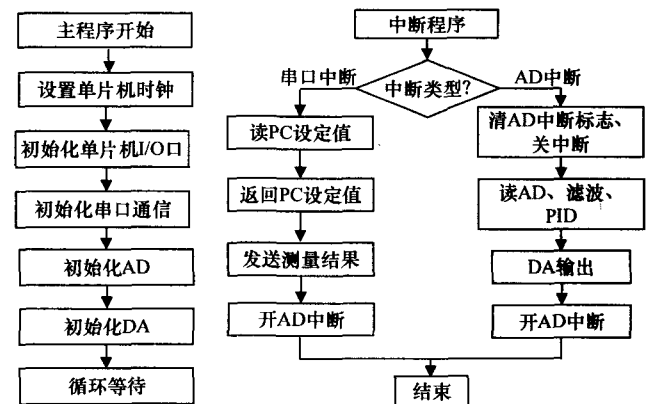 主程序开始
设置单片机时钟
初始化单片机I/O口
初始化串口通信
初始化AD
初始化DA
循环等待
中断程序
中断类型?
串口中断
AD中断
读PC设定值
返回PC设定值
发送测量结果
开AD中断
清AD中断标志、
关中断
读AD、滤波、
PID
DA输出
开AD中断
结束